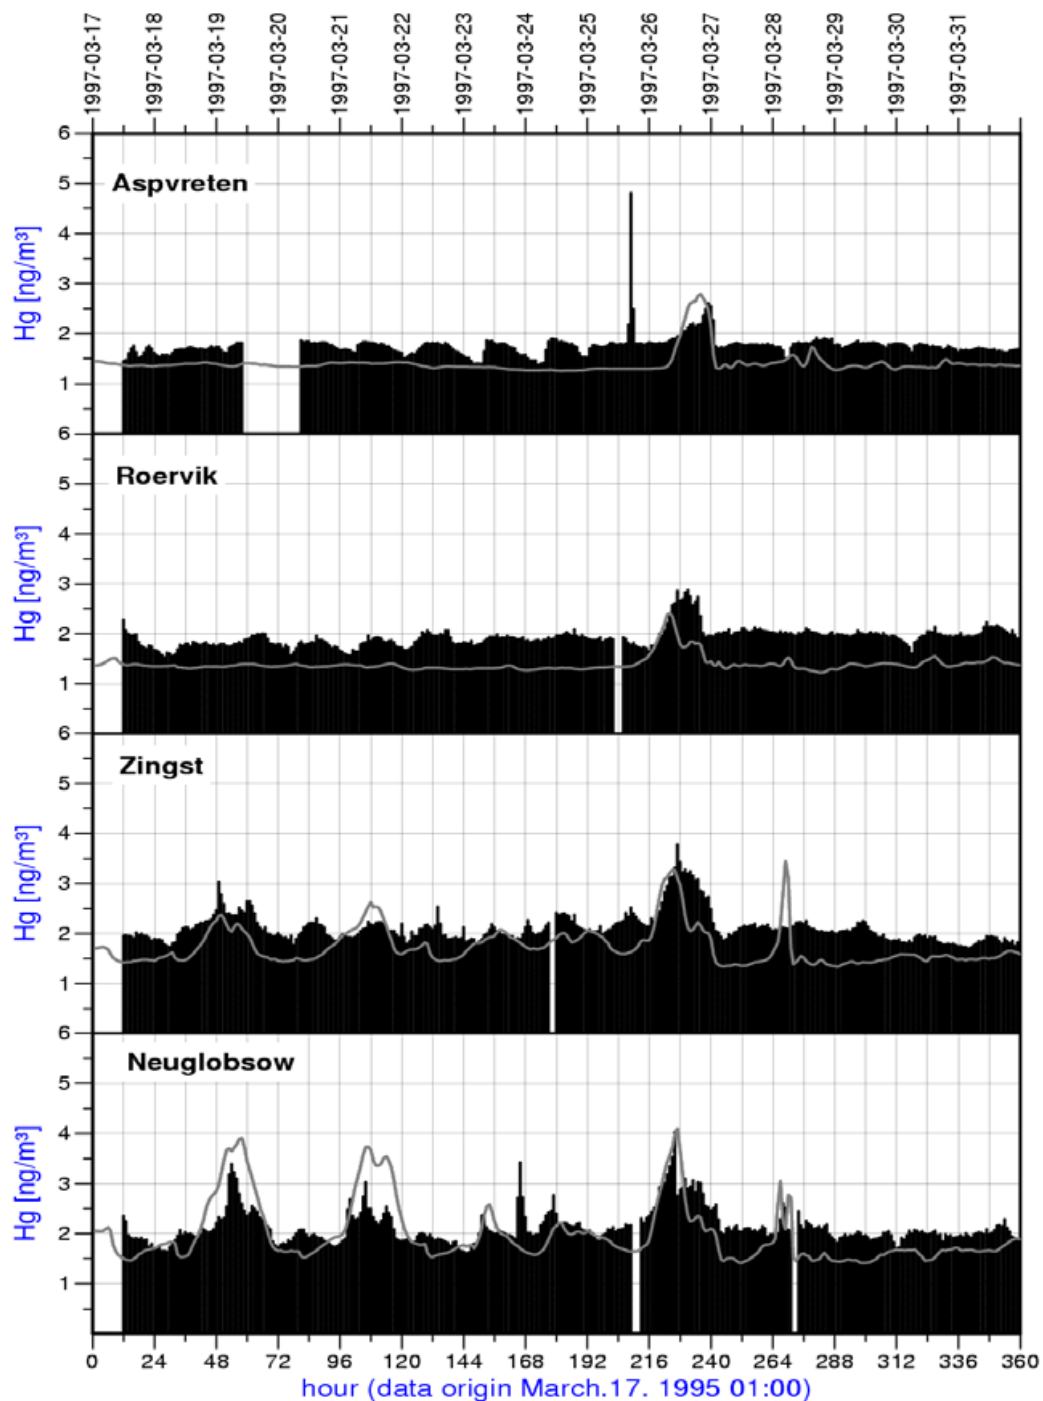 1997-03-17 1997-03-18 1997-03-19 1997-03-20 1997-03-21 1997-03-22 1997-03-23 1997-03-24 1997-03-25 1997-03-26 1997-03-27 1997-03-28 1997-03-29 1997-03-30 1997-03-31
6
5
4
3
2
1
Hg [ng/m³]
Aspvreten
6
5
4
3
2
1
Hg [ng/m³]
Roervik
6
5
4
3
2
1
Hg [ng/m³]
Zingst
6
5
4
3
2
1
Hg [ng/m³]
Neuglobsow
0 24 48 72 96 120 144 168 192 216 240 264 288 312 336 360
hour (data origin March.17. 1995 01:00)